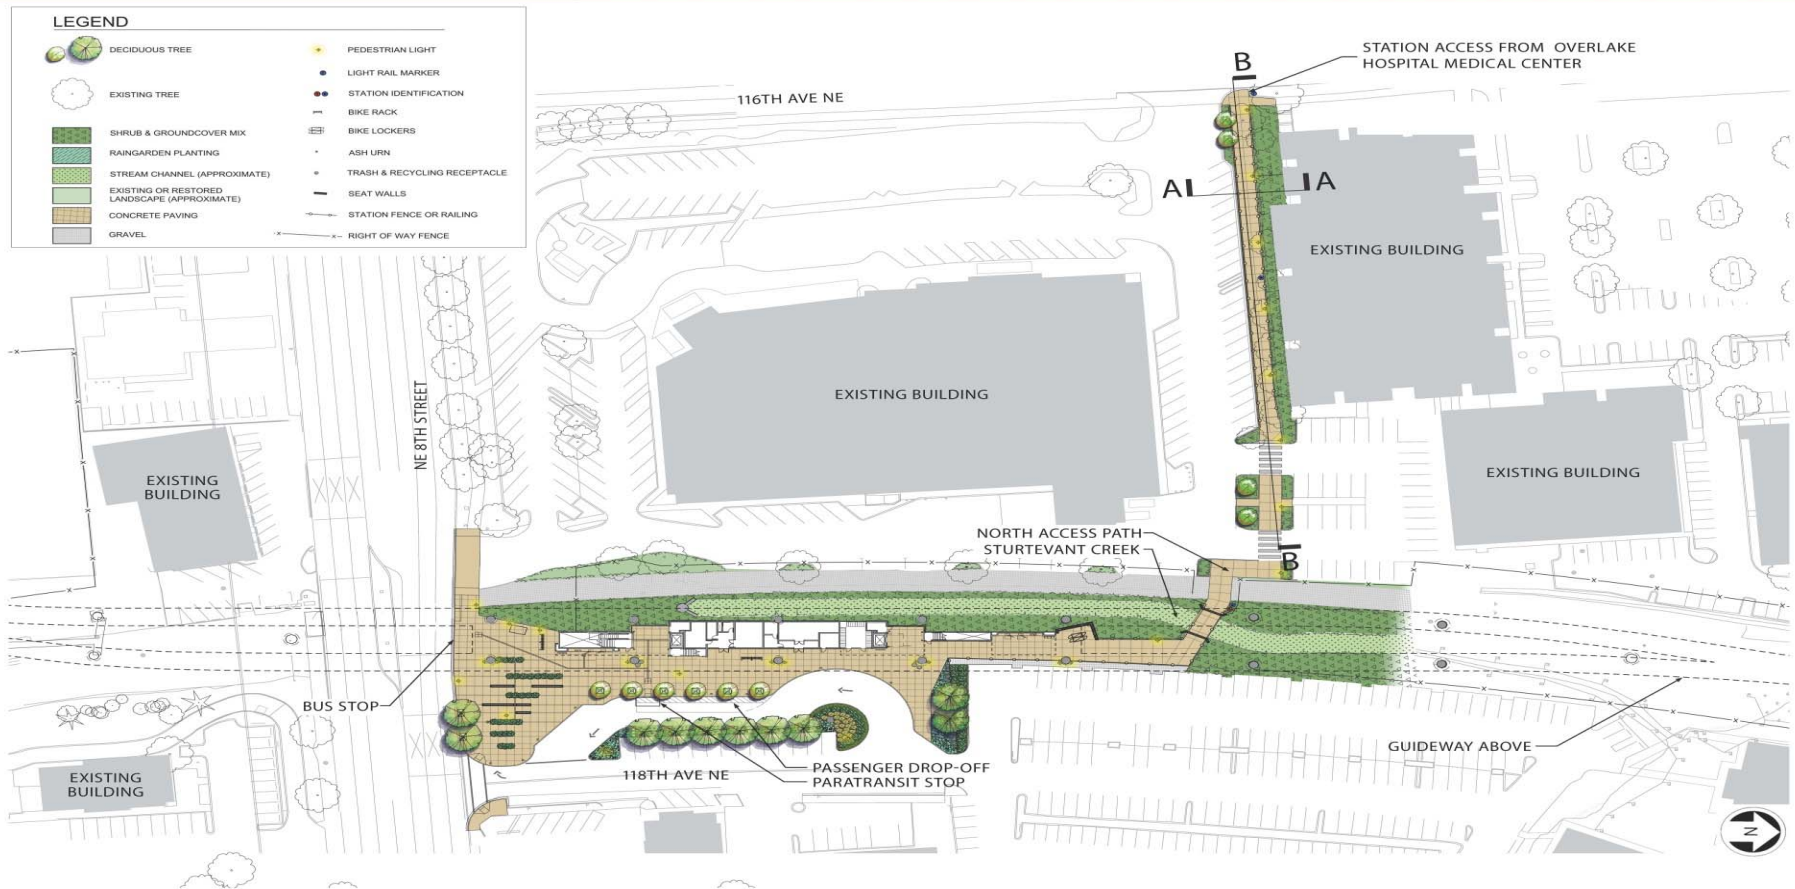 LEGEND
DECIDUOUS TREE
EXISTING TREE
SHRUB & GROUNDCOVER MIX
RAINGARDEN PLANTING
STREAM CHANNEL (APPROXIMATE)
EXISTING OR RESTORED
LANDSCAPE (APPROXIMATE)
CONCRETE PAVING
GRAVEL
PEDESTRIAN LIGHT
LIGHT RAIL MARKER
STATION IDENTIFICATION
BIKE RACK
BIKE LOCKERS
ASH URN
TRASH & RECYCLING RECEPTACLE
SEAT WALLS
STATION FENCE OR RAILING
RIGHT OF WAY FENCE
B
STATION ACCESS FROM OVERLAKE
HOSPITAL MEDICAL CENTER
116TH AVE NE
A
A
EXISTING BUILDING
EXISTING BUILDING
NE 8TH STREET
EXISTING
BUILDING
EXISTING BUILDING
NORTH ACCESS PATH
STURTEVANT CREEK
B
BUS STOP
GUIDEWAY ABOVE
EXISTING
BUILDING
118TH AVE NE
PASSENGER DROP-OFF
PARATRANSIT STOP
N